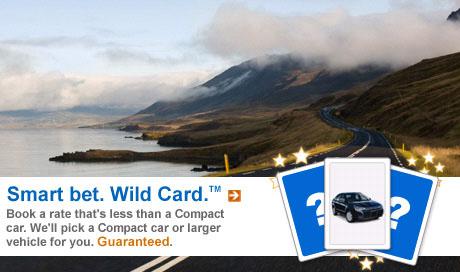 Smart bet. Wild Card.™
Book a rate that's less than a Compact
car. We'll pick a Compact car or larger
vehicle for you. Guaranteed.
? ?